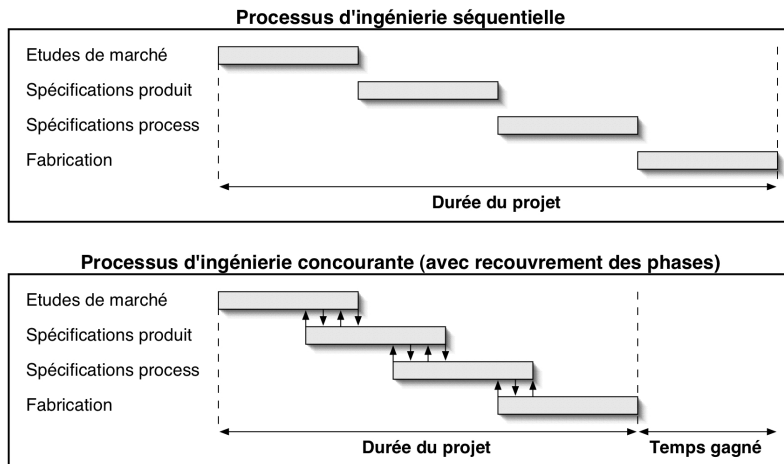 Processus d'ingénierie séquentielle
Etudes de marché
Spécifications produit
Spécifications process
Fabrication
Durée du projet
Processus d'ingénierie concourante (avec recouvrement des phases)
Etudes de marché
Spécifications produit
Spécifications process
Fabrication
Durée du projet Temps gagné